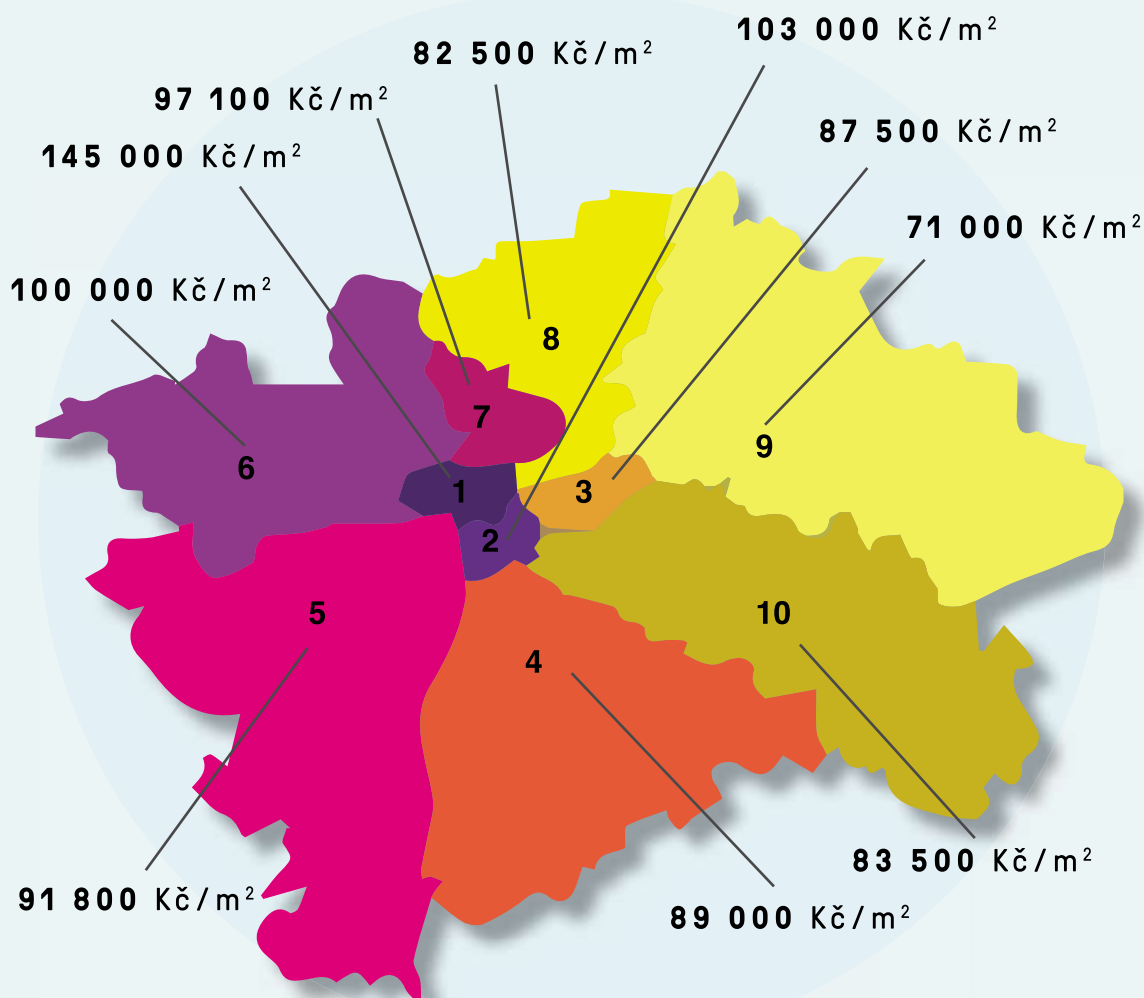 103 000 Kč/m²
82 500 Kč/m²
97 100 Kč/m²
87 500 Kč/m²
145 000 Kč/m²
71 000 Kč/m²
100 000 Kč/m²
8
7
9
6
1
3
2
5
10
4
83 500 Kč/m²
91 800 Kč/m²
89 000 Kč/m²